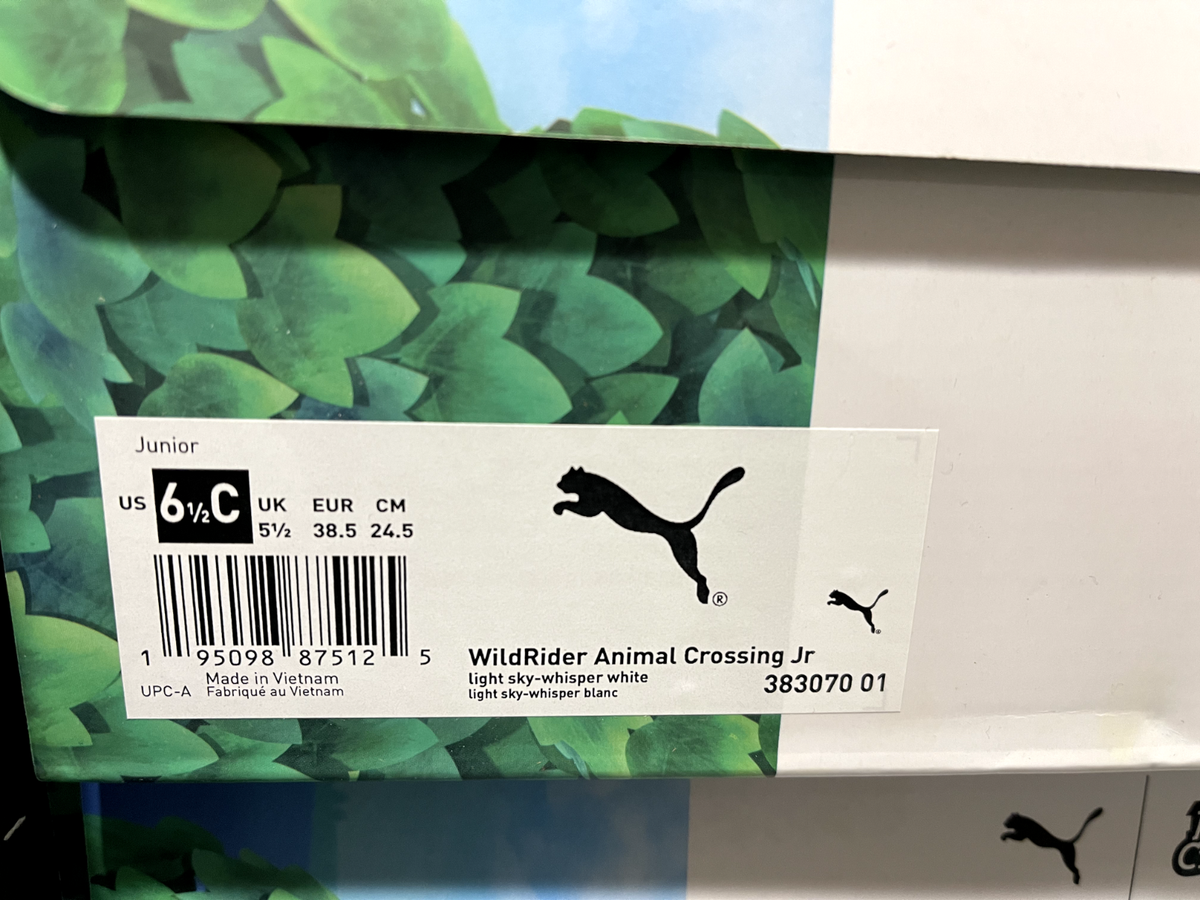 Junior
US 6½C UK EUR CM
5½ 38.5 24.5
1 95098 87512 5
UPC-A
Made in Vietnam
Fabriqué au Vietnam
®
WildRider Animal Crossing Jr
light sky-whisper white
light sky-whisper blanc
383070 01